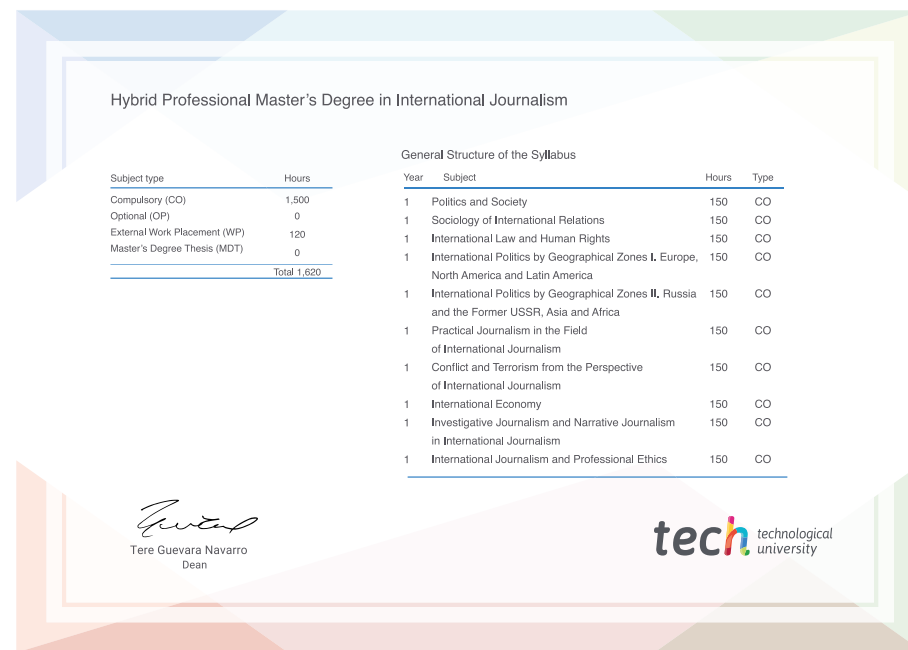 Hybrid Professional Master's Degree in International Journalism
Subject type Hours
Compulsory (CO) 1,500
Optional (OP) 0
External Work Placement (WP) 120
Master's Degree Thesis (MDT) 0
Total 1,620
General Structure of the Syllabus
Year Subject Hours Type
1 Politics and Society 150 CO
1 Sociology of International Relations 150 CO
1 International Law and Human Rights 150 CO
1 International Politics by Geographical Zones I. Europe, 150 CO
North America and Latin America
1 International Politics by Geographical Zones II. Russia 150 CO
and the Former USSR, Asia and Africa
1 Practical Journalism in the Field 150 CO
of International Journalism
1 Conflict and Terrorism from the Perspective 150 CO
of International Journalism
1 International Economy 150 CO
1 Investigative Journalism and Narrative Journalism 150 CO
in International Journalism
1 International Journalism and Professional Ethics 150 CO
Tere Guevara Navarro
Dean
tech technological
university